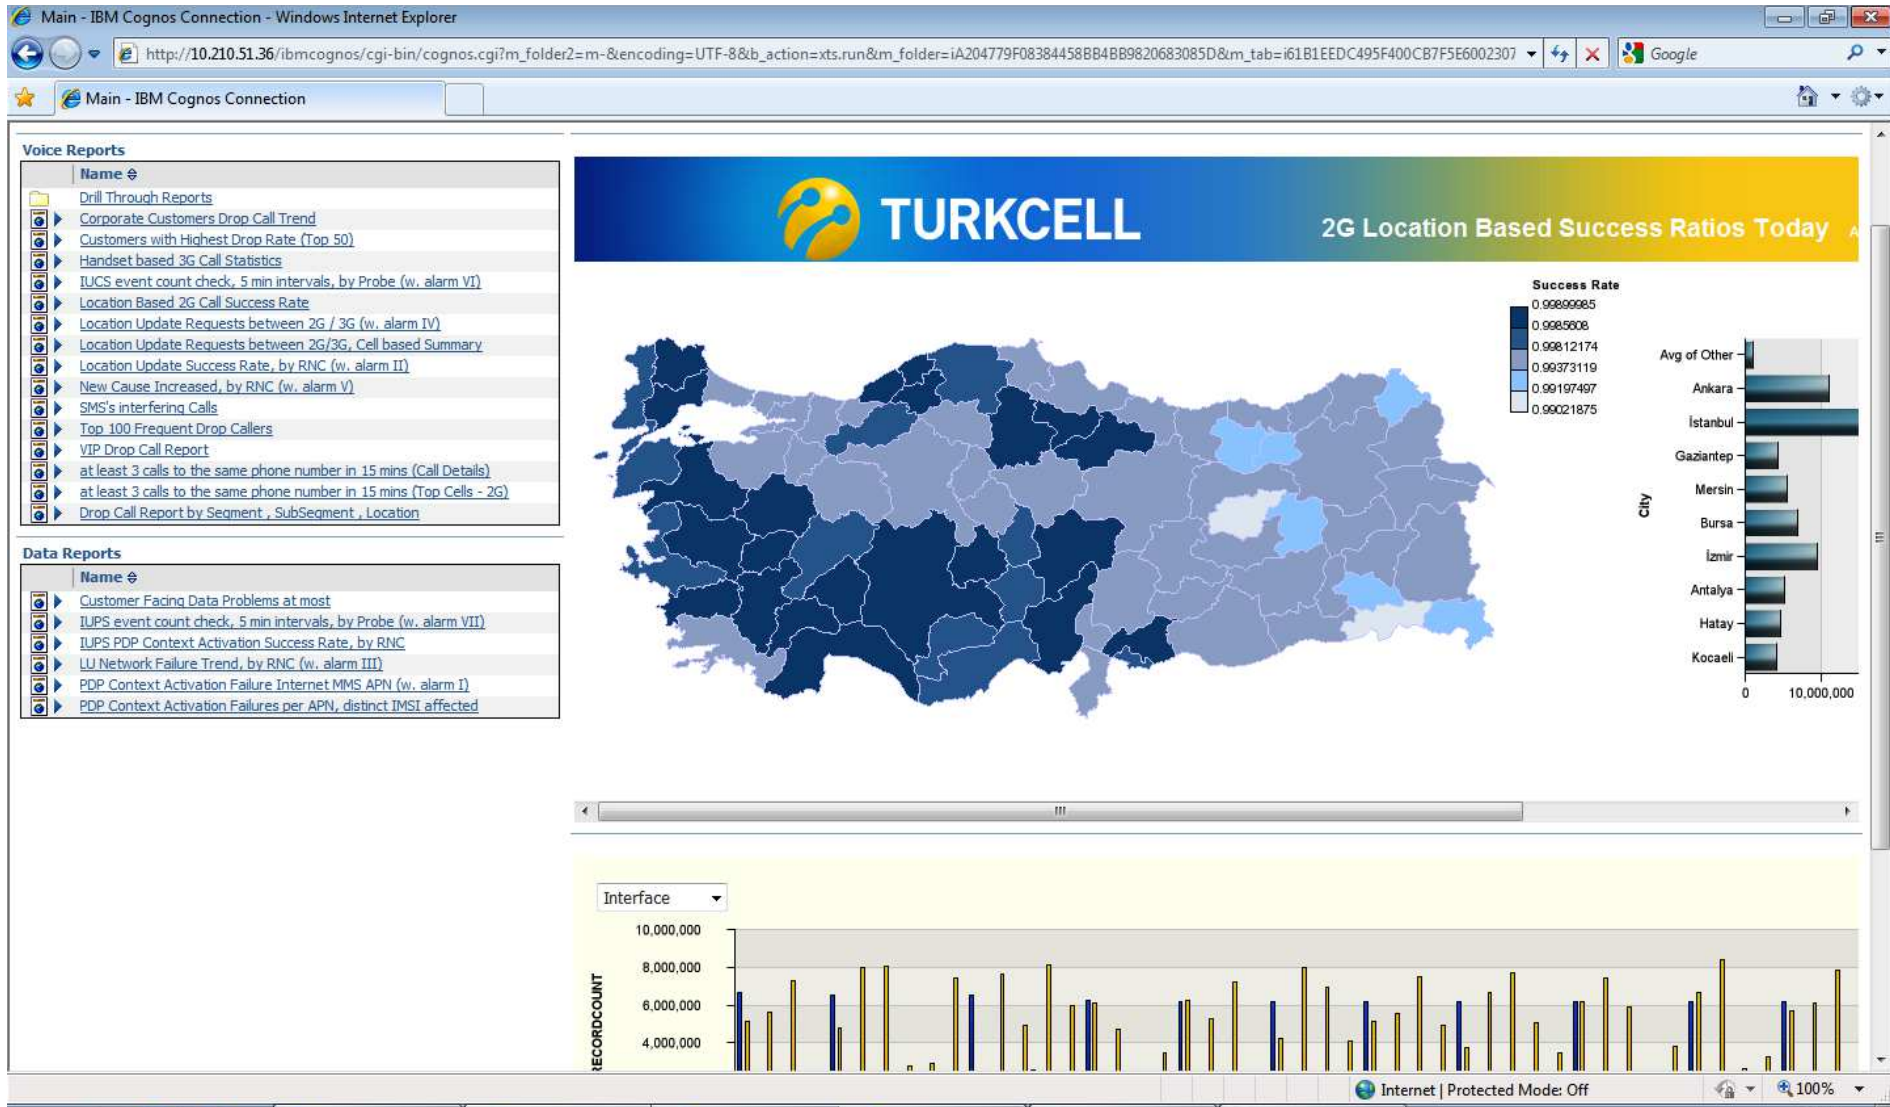 Main - IBM Cognos Connection - Windows Internet Explorer
http://10.210.51.36/ibmcognos/cgi-bin/cognos.cgi?m_folder2=m-&encoding=UTF-8&b_action=xts.run&m_folder=iA204779F08384458BB4BB9820683085D&m_tab=i61B1EEDC495F400CB7F5E6002307
Google
Main - IBM Cognos Connection
Voice Reports
Name
Drill Through Reports
Corporate Customers Drop Call Trend
Customers with Highest Drop Rate (Top 50)
Handset based 3G Call Statistics
IUCS event count check, 5 min intervals, by Probe (w. alarm VI)
Location Based 2G Call Success Rate
Location Update Requests between 2G / 3G (w. alarm IV)
Location Update Requests between 2G/3G, Cell based Summary
Location Update Success Rate, by RNC (w. alarm II)
New Cause Increased, by RNC (w. alarm V)
SMS's interfering Calls
Top 100 Frequent Drop Callers
VIP Drop Call Report
at least 3 calls to the same phone number in 15 mins (Call Details)
at least 3 calls to the same phone number in 15 mins (Top Cells - 2G)
Drop Call Report by Segment , SubSegment , Location
Data Reports
Name
Customer Facing Data Problems at most
IUPS event count check, 5 min intervals, by Probe (w. alarm VII)
IUPS PDP Context Activation Success Rate, by RNC
LU Network Failure Trend, by RNC (w. alarm III)
PDP Context Activation Failure Internet MMS APN (w. alarm I)
PDP Context Activation Failures per APN, distinct IMSI affected
TURKCELL
2G Location Based Success Ratios Today A
Success Rate
0.99899985
0.9985608
0.99812174
0.99373119
0.99197497
0.99021875
City
Avg of Other
Ankara
İstanbul
Gaziantep
Mersin
Bursa
İzmir
Antalya
Hatay
Kocaeli
0 10,000,000
Interface
RECORDCOUNT
10,000,000
8,000,000
6,000,000
4,000,000
Internet | Protected Mode: Off
100%